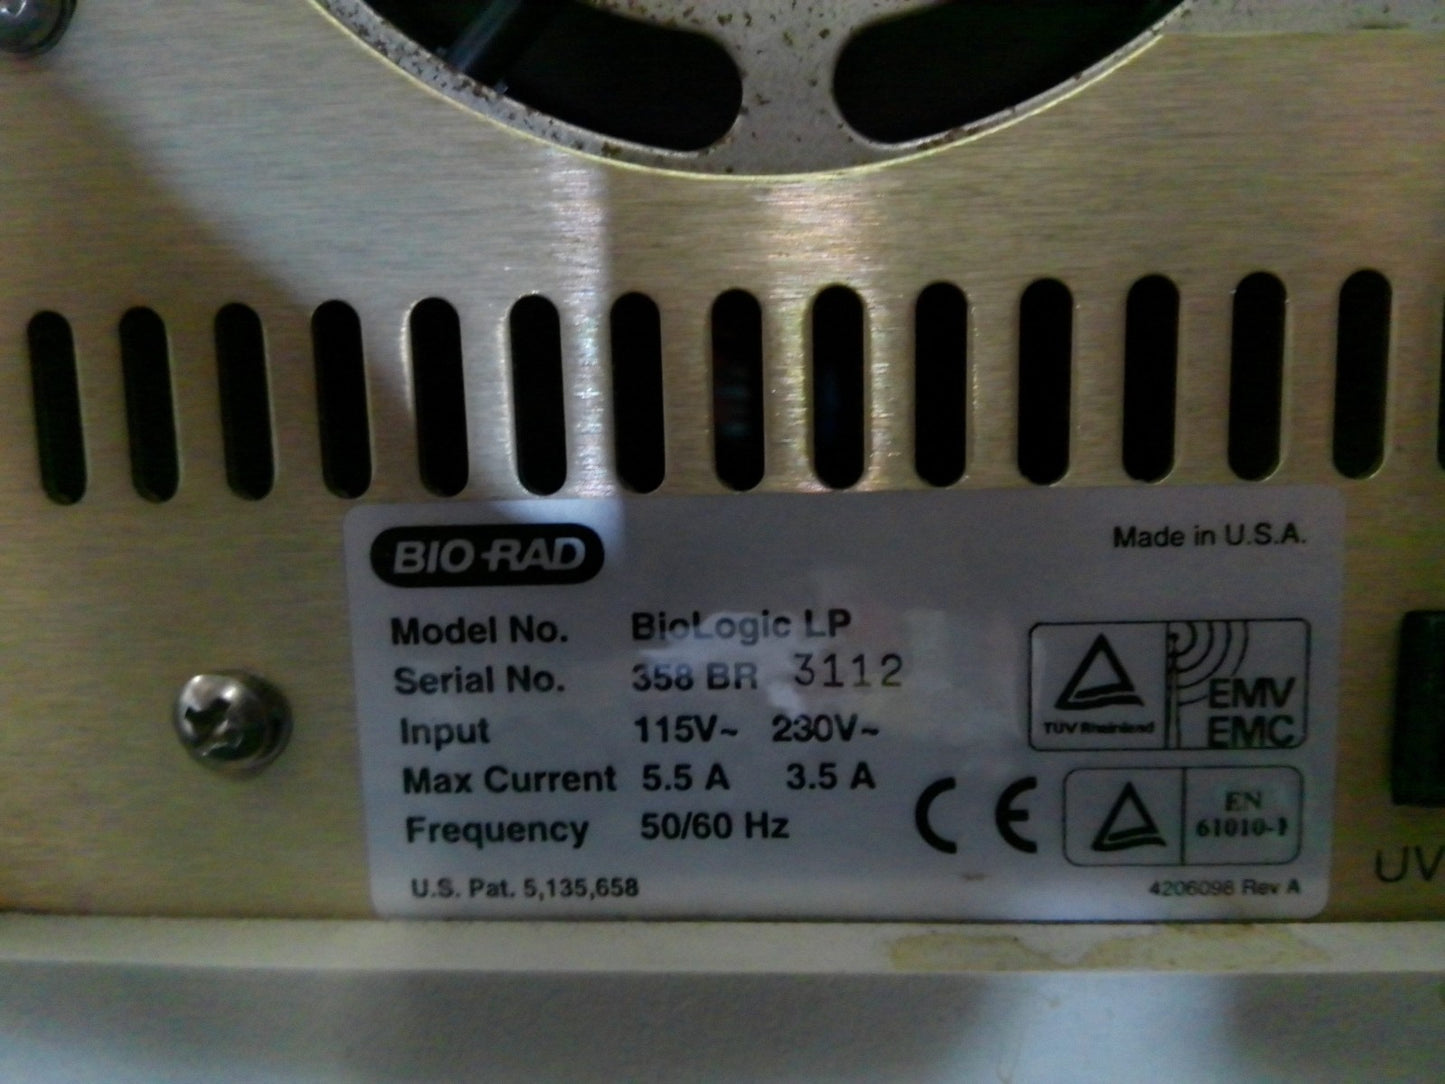 BIO-RAD
Made in U.S.A.
Model No. BioLogic LP
Serial No. 358 BR 3112
Input 115V~ 230V~
Max Current 5.5 A 3.5 A
Frequency 50/60 Hz
U.S. Pat. 5,135,658
TÜV Rheinland
EMV
EMC
CE
EN
61010-1
4206098 Rev A
UV